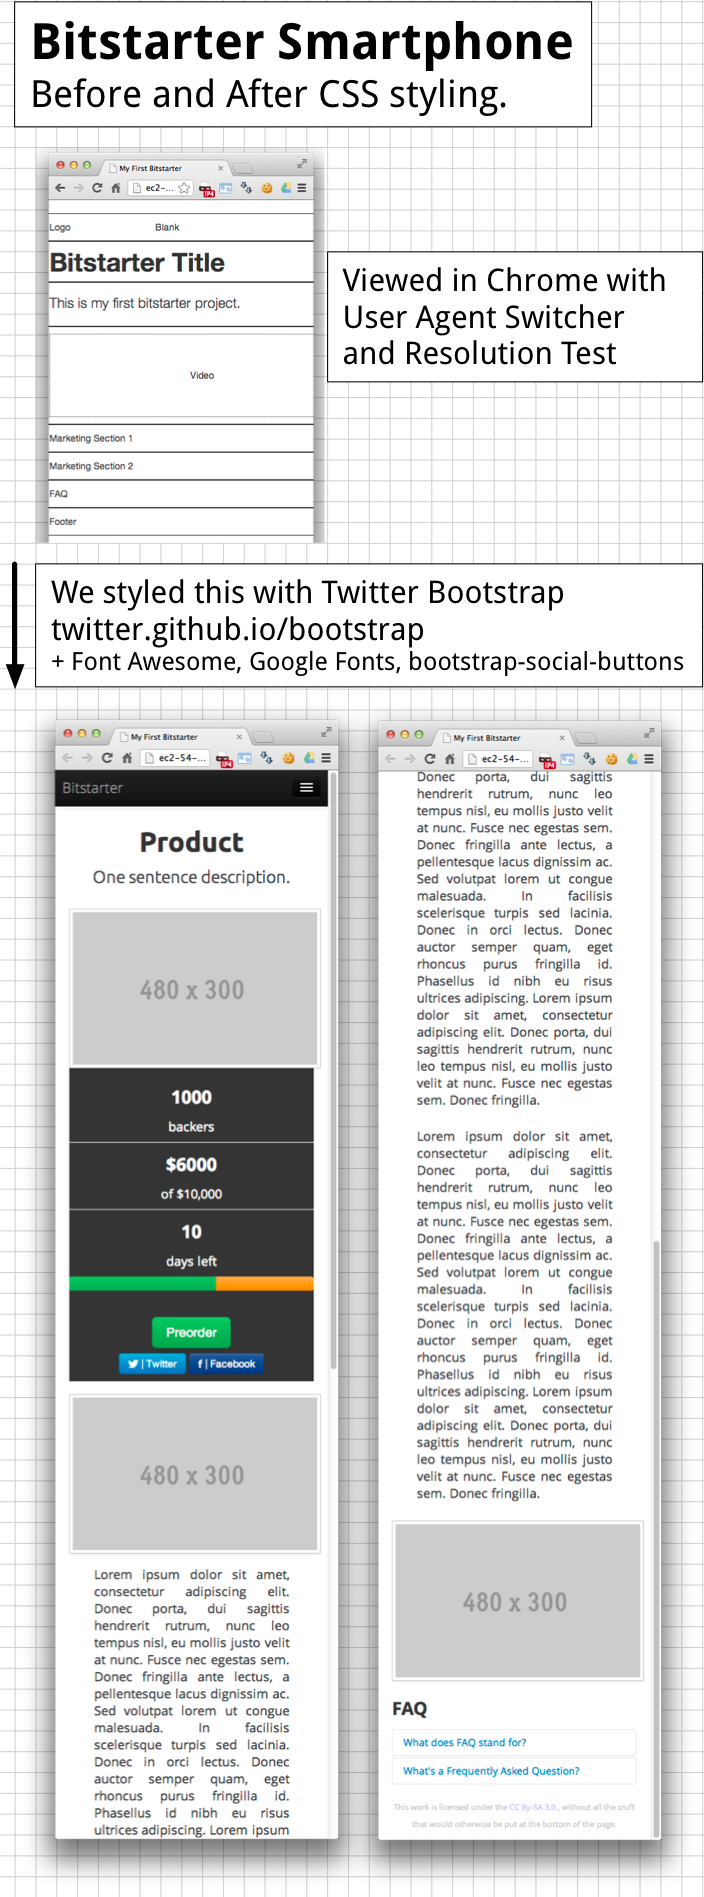 Bitstarter Smartphone
Before and After CSS styling.
My First Bitstarter
ec2-...
Logo Blank
Bitstarter Title
This is my first bitstarter project.
Video
Marketing Section 1
Marketing Section 2
FAQ
Footer
Viewed in Chrome with
User Agent Switcher
and Resolution Test
We styled this with Twitter Bootstrap
twitter.github.io/bootstrap
+ Font Awesome, Google Fonts, bootstrap-social-buttons
My First Bitstarter
ec2-54-...
Bitstarter
Product
One sentence description.
480 x 300
1000
backers
$6000
of $10,000
10
days left
Preorder
| Twitter f | Facebook
480 x 300
Lorem ipsum dolor sit amet,
consectetur adipiscing elit.
Donec porta, dui sagittis
hendrerit rutrum, nunc leo
tempus nisl, eu mollis justo velit
at nunc. Fusce nec egestas sem.
Donec fringilla ante lectus, a
pellentesque lacus dignissim ac.
Sed volutpat lorem ut congue
malesuada. In facilisis
scelerisque turpis sed lacinia.
Donec in orci lectus. Donec
auctor semper quam, eget
rhoncus purus fringilla id.
Phasellus id nibh eu risus
ultrices adipiscing. Lorem ipsum
My First Bitstarter
ec2-54-...
Donec porta, dui sagittis
hendrerit rutrum, nunc leo
tempus nisl, eu mollis justo velit
at nunc. Fusce nec egestas sem.
Donec fringilla ante lectus, a
pellentesque lacus dignissim ac.
Sed volutpat lorem ut congue
malesuada. In facilisis
scelerisque turpis sed lacinia.
Donec in orci lectus. Donec
auctor semper quam, eget
rhoncus purus fringilla id.
Phasellus id nibh eu risus
ultrices adipiscing. Lorem ipsum
dolor sit amet, consectetur
adipiscing elit. Donec porta, dui
sagittis hendrerit rutrum, nunc
leo tempus nisl, eu mollis justo
velit at nunc. Fusce nec egestas
sem. Donec fringilla.
Lorem ipsum dolor sit amet,
consectetur adipiscing elit.
Donec porta, dui sagittis
hendrerit rutrum, nunc leo
tempus nisl, eu mollis justo velit
at nunc. Fusce nec egestas sem.
Donec fringilla ante lectus, a
pellentesque lacus dignissim ac.
Sed volutpat lorem ut congue
malesuada. In facilisis
scelerisque turpis sed lacinia.
Donec in orci lectus. Donec
auctor semper quam, eget
rhoncus purus fringilla id.
Phasellus id nibh eu risus
ultrices adipiscing. Lorem ipsum
dolor sit amet, consectetur
adipiscing elit. Donec porta, dui
sagittis hendrerit rutrum, nunc
leo tempus nisl, eu mollis justo
velit at nunc. Fusce nec egestas
sem. Donec fringilla.
480 x 300
FAQ
What does FAQ stand for?
What's a Frequently Asked Question?
This work is licensed under the CC By-SA 3.0 , without all the cruft
that would otherwise be put at the bottom of the page.